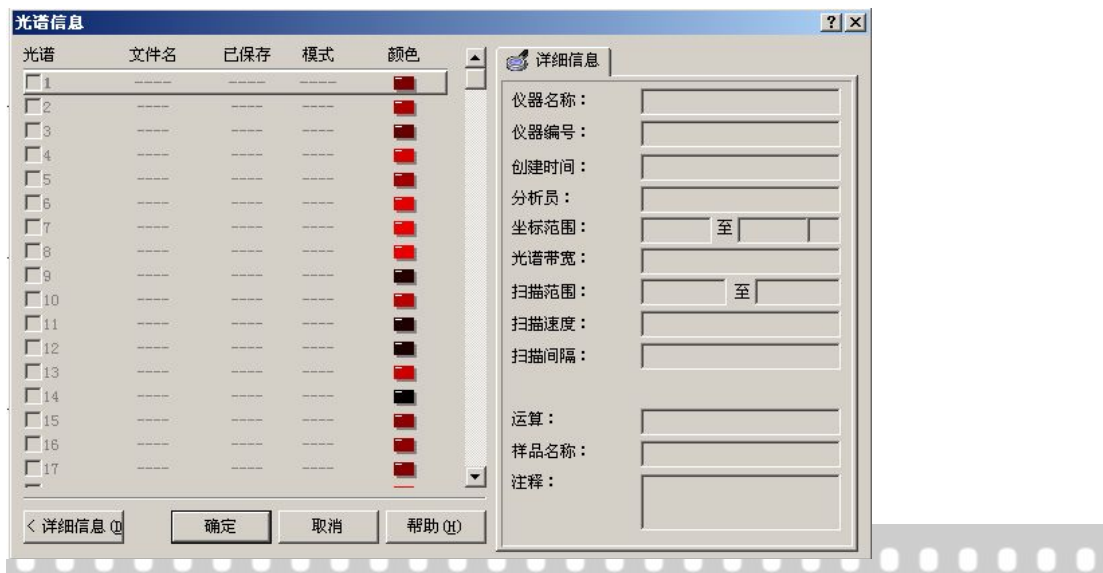 光谱信息
光谱 文件名 已保存 模式 颜色
1 ---- ---- ----
2 ---- ---- ----
3 ---- ---- ----
4 ---- ---- ----
5 ---- ---- ----
6 ---- ---- ----
7 ---- ---- ----
8 ---- ---- ----
9 ---- ---- ----
10 ---- ---- ----
11 ---- ---- ----
12 ---- ---- ----
13 ---- ---- ----
14 ---- ---- ----
15 ---- ---- ----
16 ---- ---- ----
17 ---- ---- ----
< 详细信息(I)
确定
取消
帮助(H)
详细信息
仪器名称：
仪器编号：
创建时间：
分析员：
坐标范围： 至
光谱带宽：
扫描范围： 至
扫描速度：
扫描间隔：
运算：
样品名称：
注释：